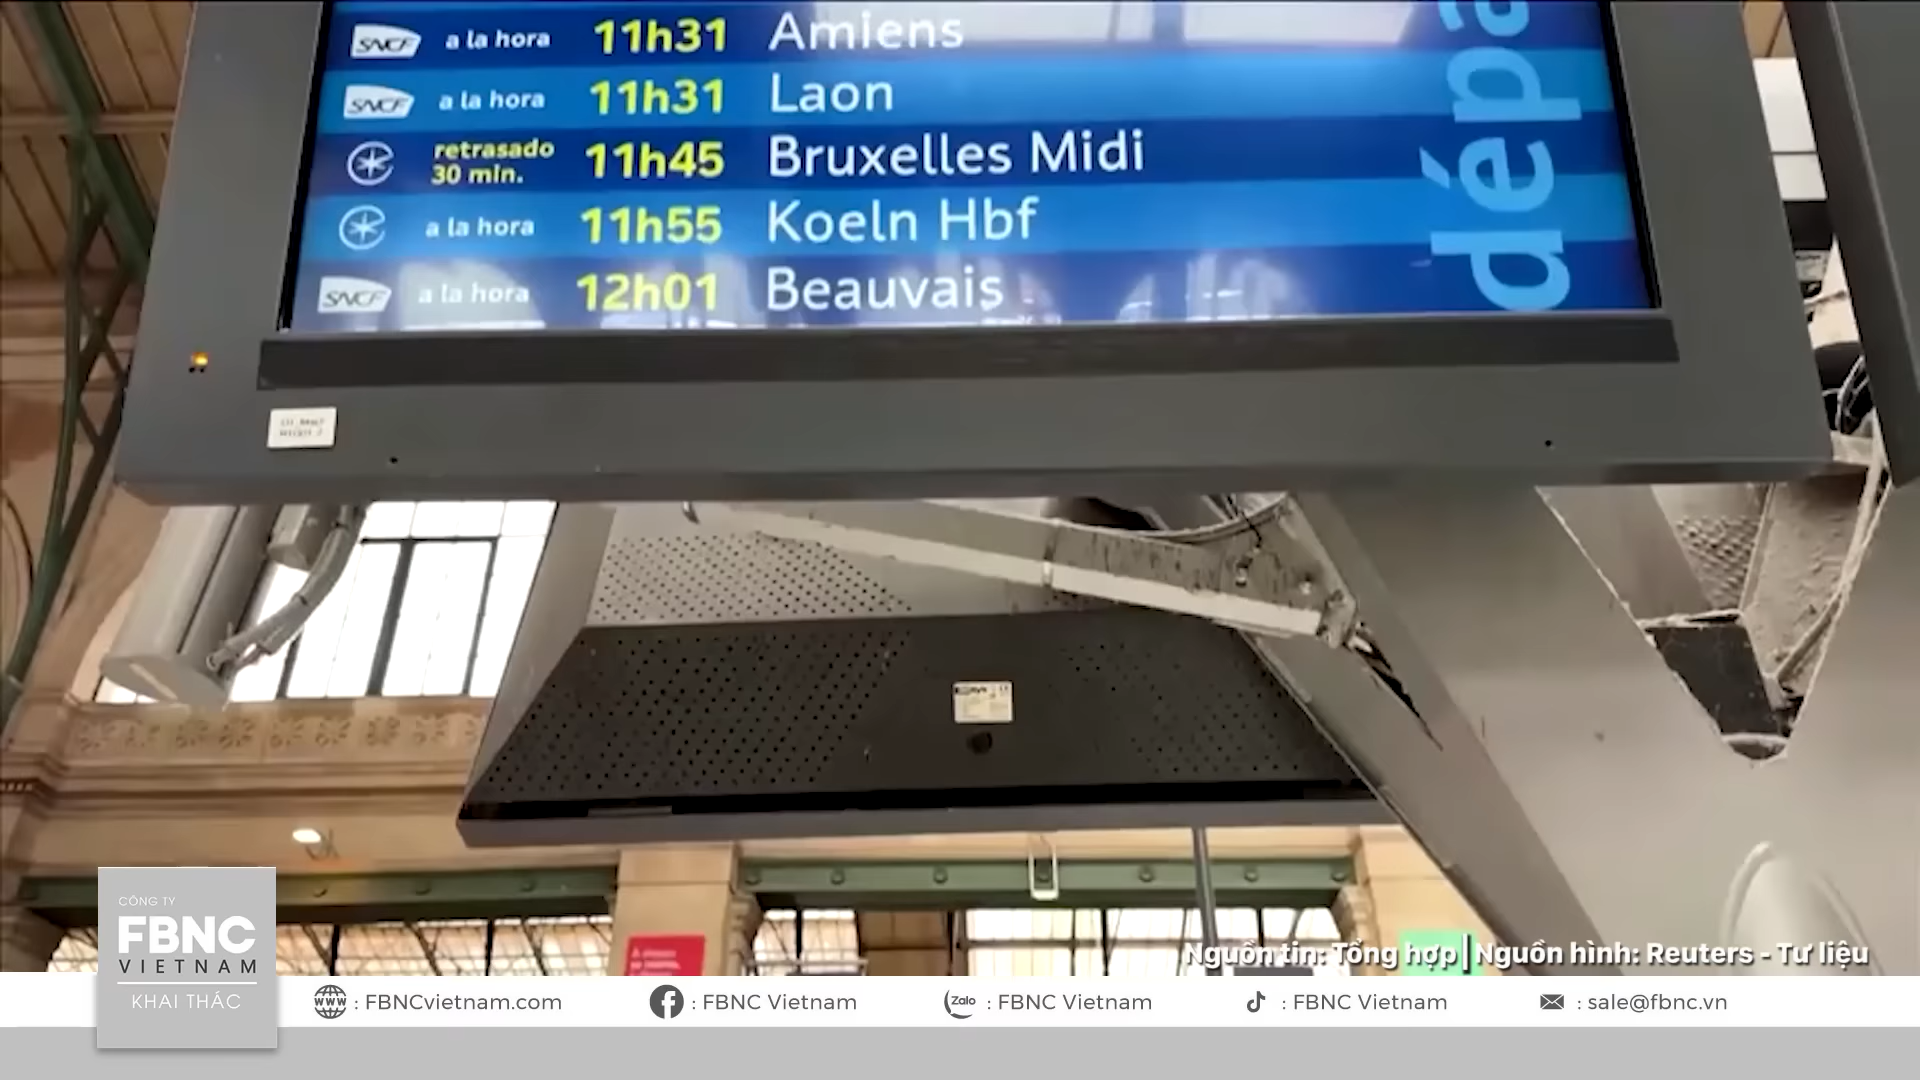 SNCF a la hora 11h31 Amiens
SNCF a la hora 11h31 Laon
retrasado 30 min. 11h45 Bruxelles Midi
a la hora 11h55 Koeln Hbf
SNCF a la hora 12h01 Beauvais
dépa
Nguồn tin: Tổng hợp | Nguồn hình: Reuters - Tư liệu
CÔNG TY
FBNC
VIETNAM
KHAI THÁC
www : FBNCvietnam.com
: FBNC Vietnam
Zalo : FBNC Vietnam
: FBNC Vietnam
: sale@fbnc.vn